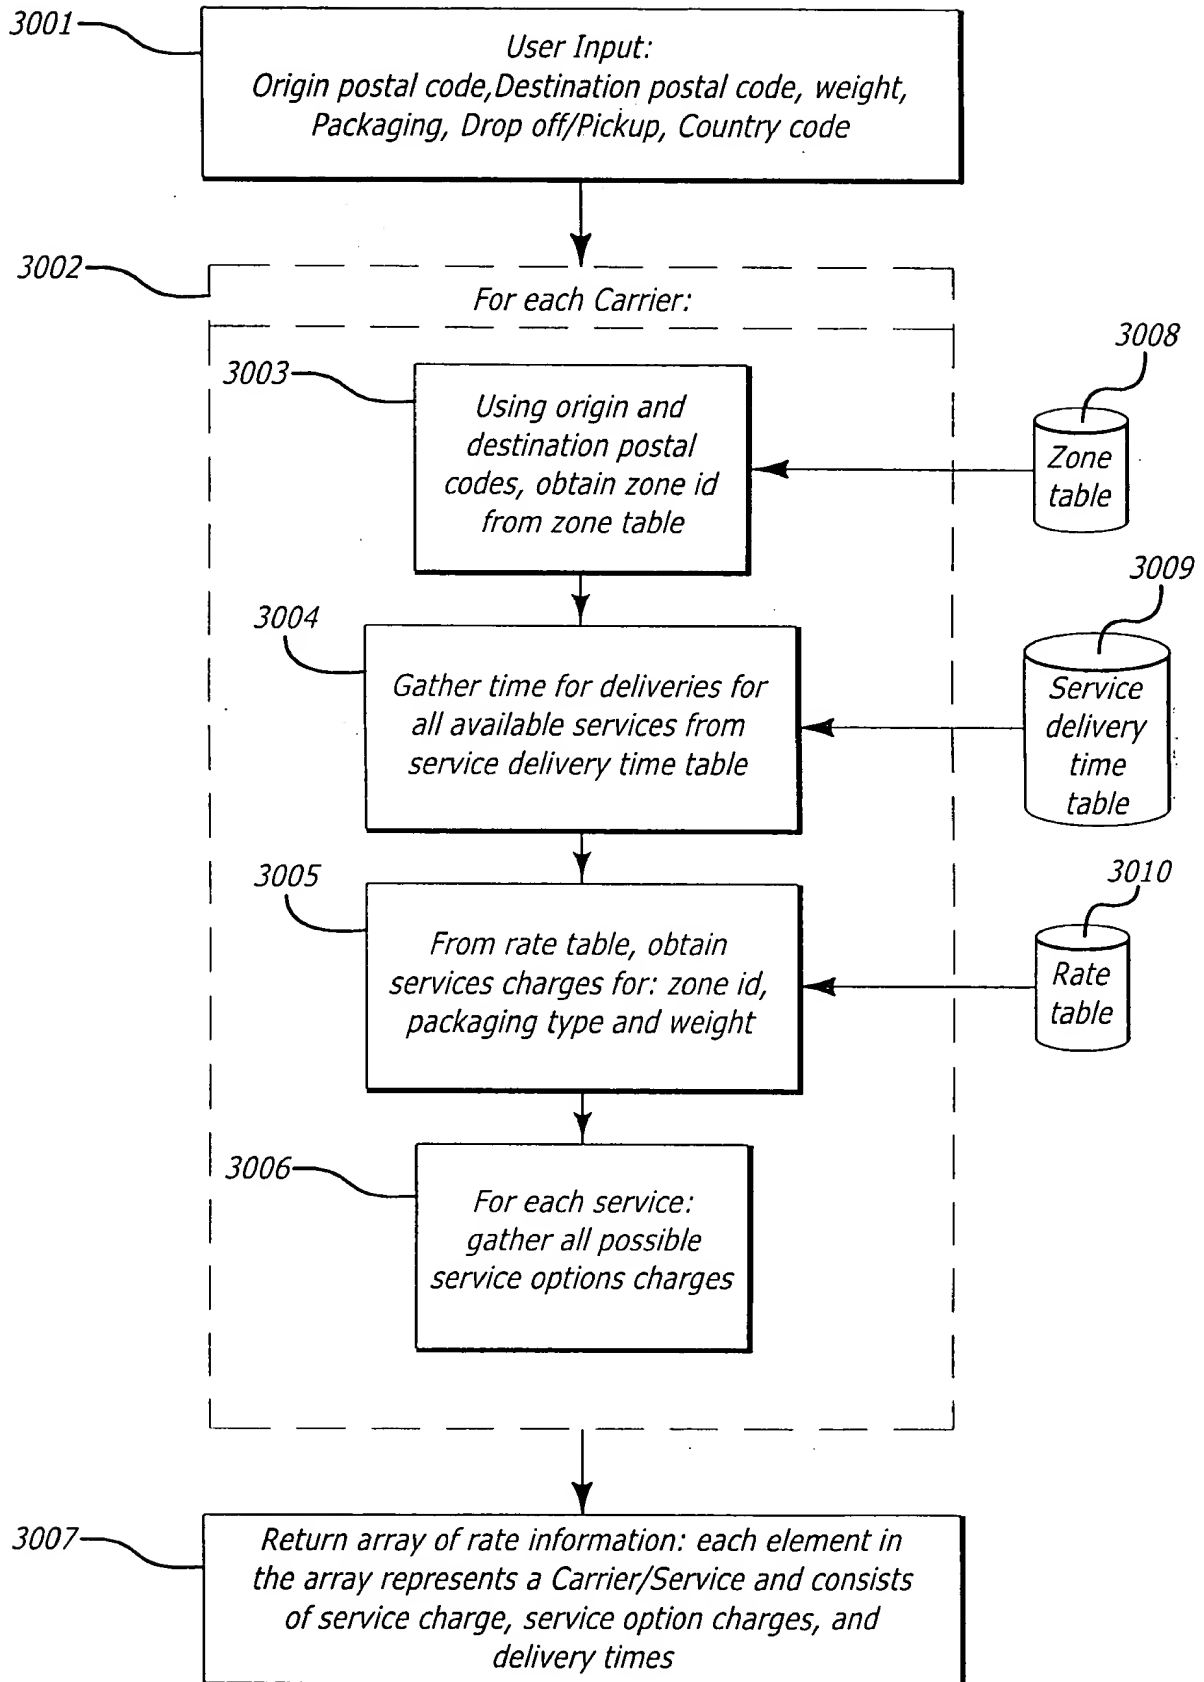 3001
User Input:
Origin postal code,Destination postal code, weight,
Packaging, Drop off/Pickup, Country code
3002
For each Carrier:
3003
Using origin and
destination postal
codes, obtain zone id
from zone table
3008
Zone
table
3004
Gather time for deliveries for
all available services from
service delivery time table
3009
Service
delivery
time
table
3005
From rate table, obtain
services charges for: zone id,
packaging type and weight
3010
Rate
table
3006
For each service:
gather all possible
service options charges
3007
Return array of rate information: each element in
the array represents a Carrier/Service and consists
of service charge, service option charges, and
delivery times